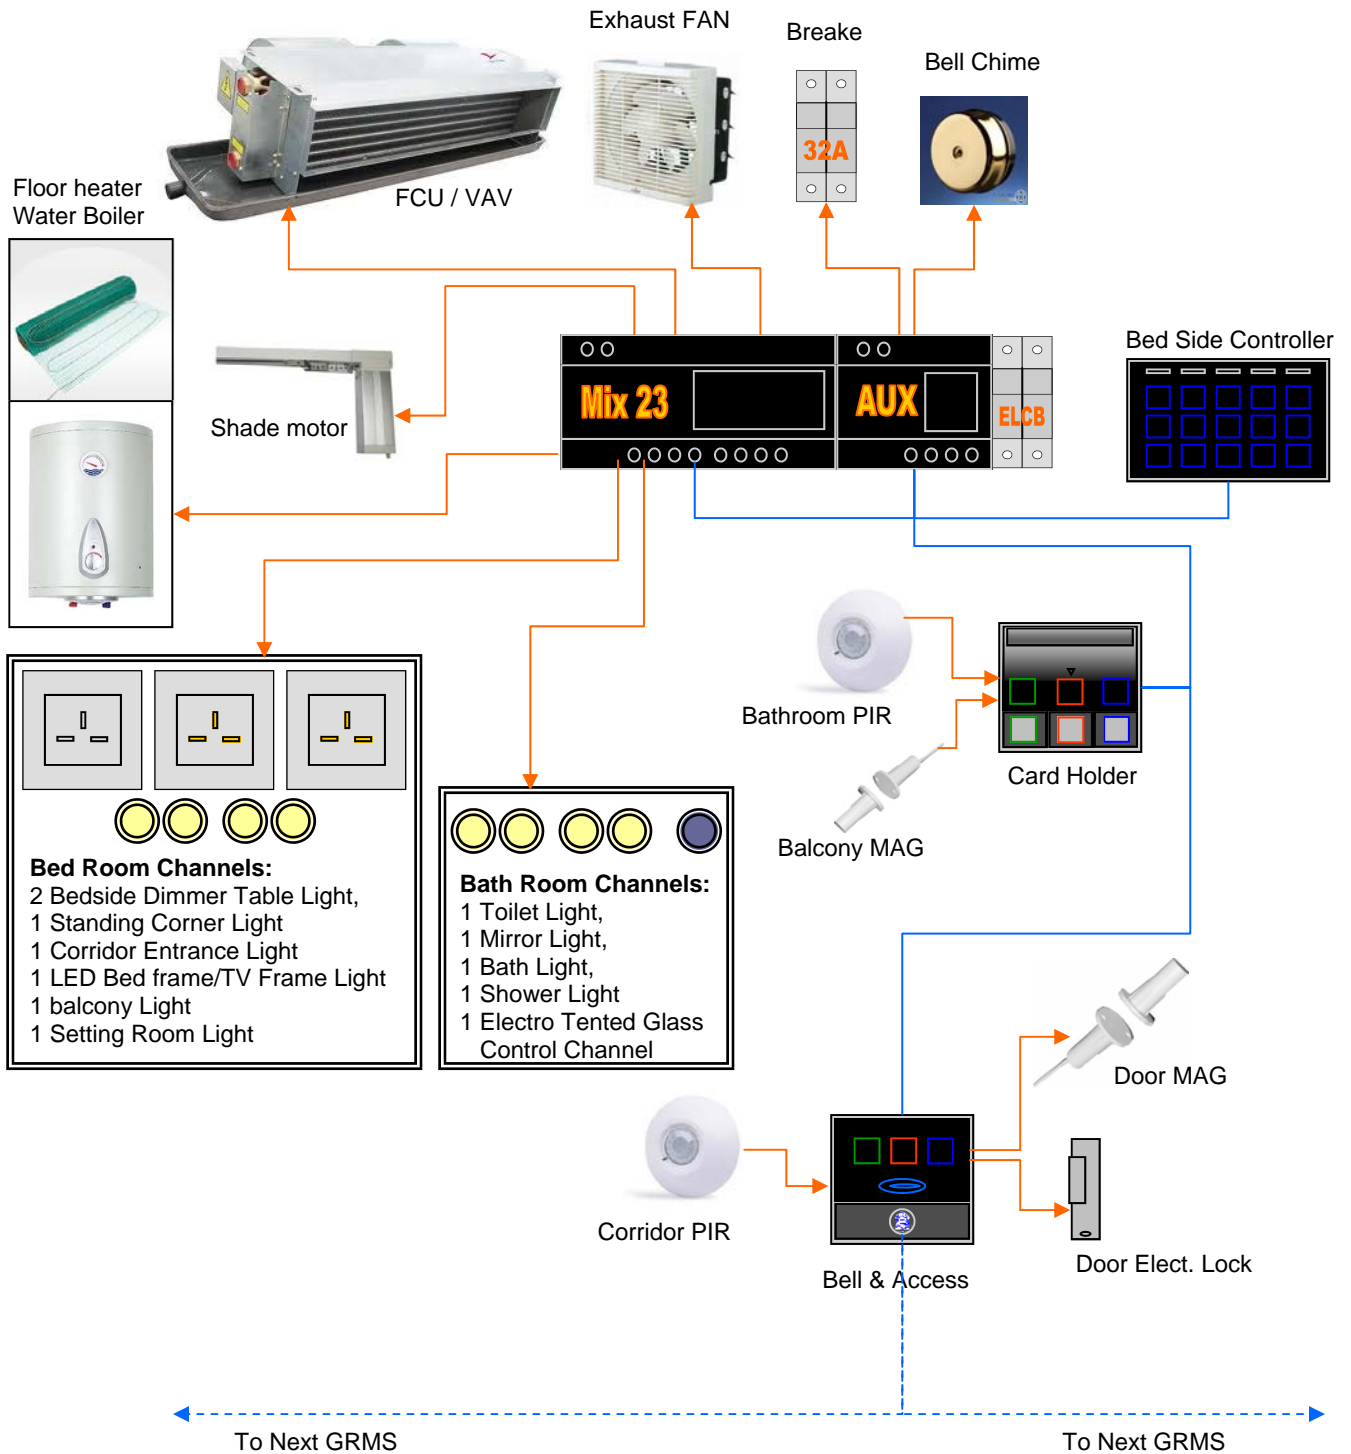 Exhaust FAN
Breake
Bell Chime
32A
FCU / VAV
Floor heater
Water Boiler
Bed Side Controller
Mix 23
AUX
ELCB
Shade motor
Bathroom PIR
Card Holder
Balcony MAG
Bed Room Channels:
2 Bedside Dimmer Table Light,
1 Standing Corner Light
1 Corridor Entrance Light
1 LED Bed frame/TV Frame Light
1 balcony Light
1 Setting Room Light
Bath Room Channels:
1 Toilet Light,
1 Mirror Light,
1 Bath Light,
1 Shower Light
1 Electro Tented Glass
Control Channel
Door MAG
Corridor PIR
Door Elect. Lock
Bell & Access
To Next GRMS
To Next GRMS